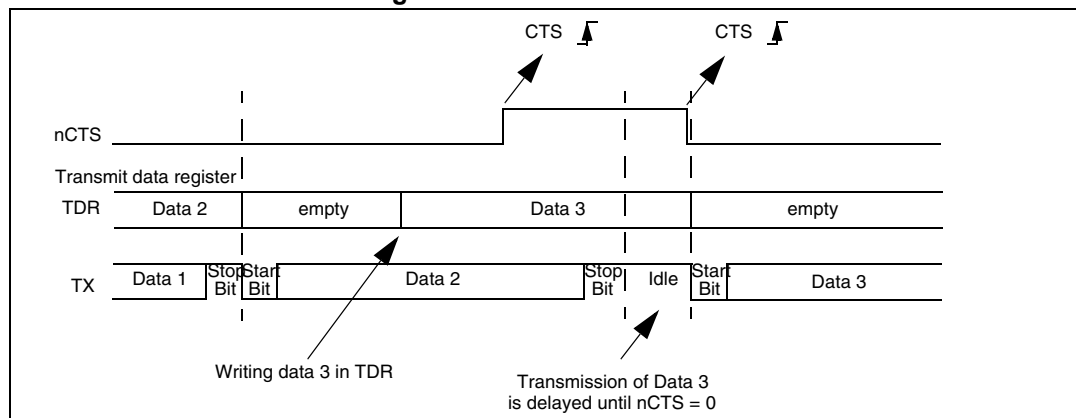 CTS CTS
nCTS
Transmit data register
TDR Data 2 empty Data 3 empty
TX Data 1 Stop Bit Start Bit Data 2 Stop Bit Idle Start Bit Data 3
Writing data 3 in TDR
Transmission of Data 3
is delayed until nCTS = 0